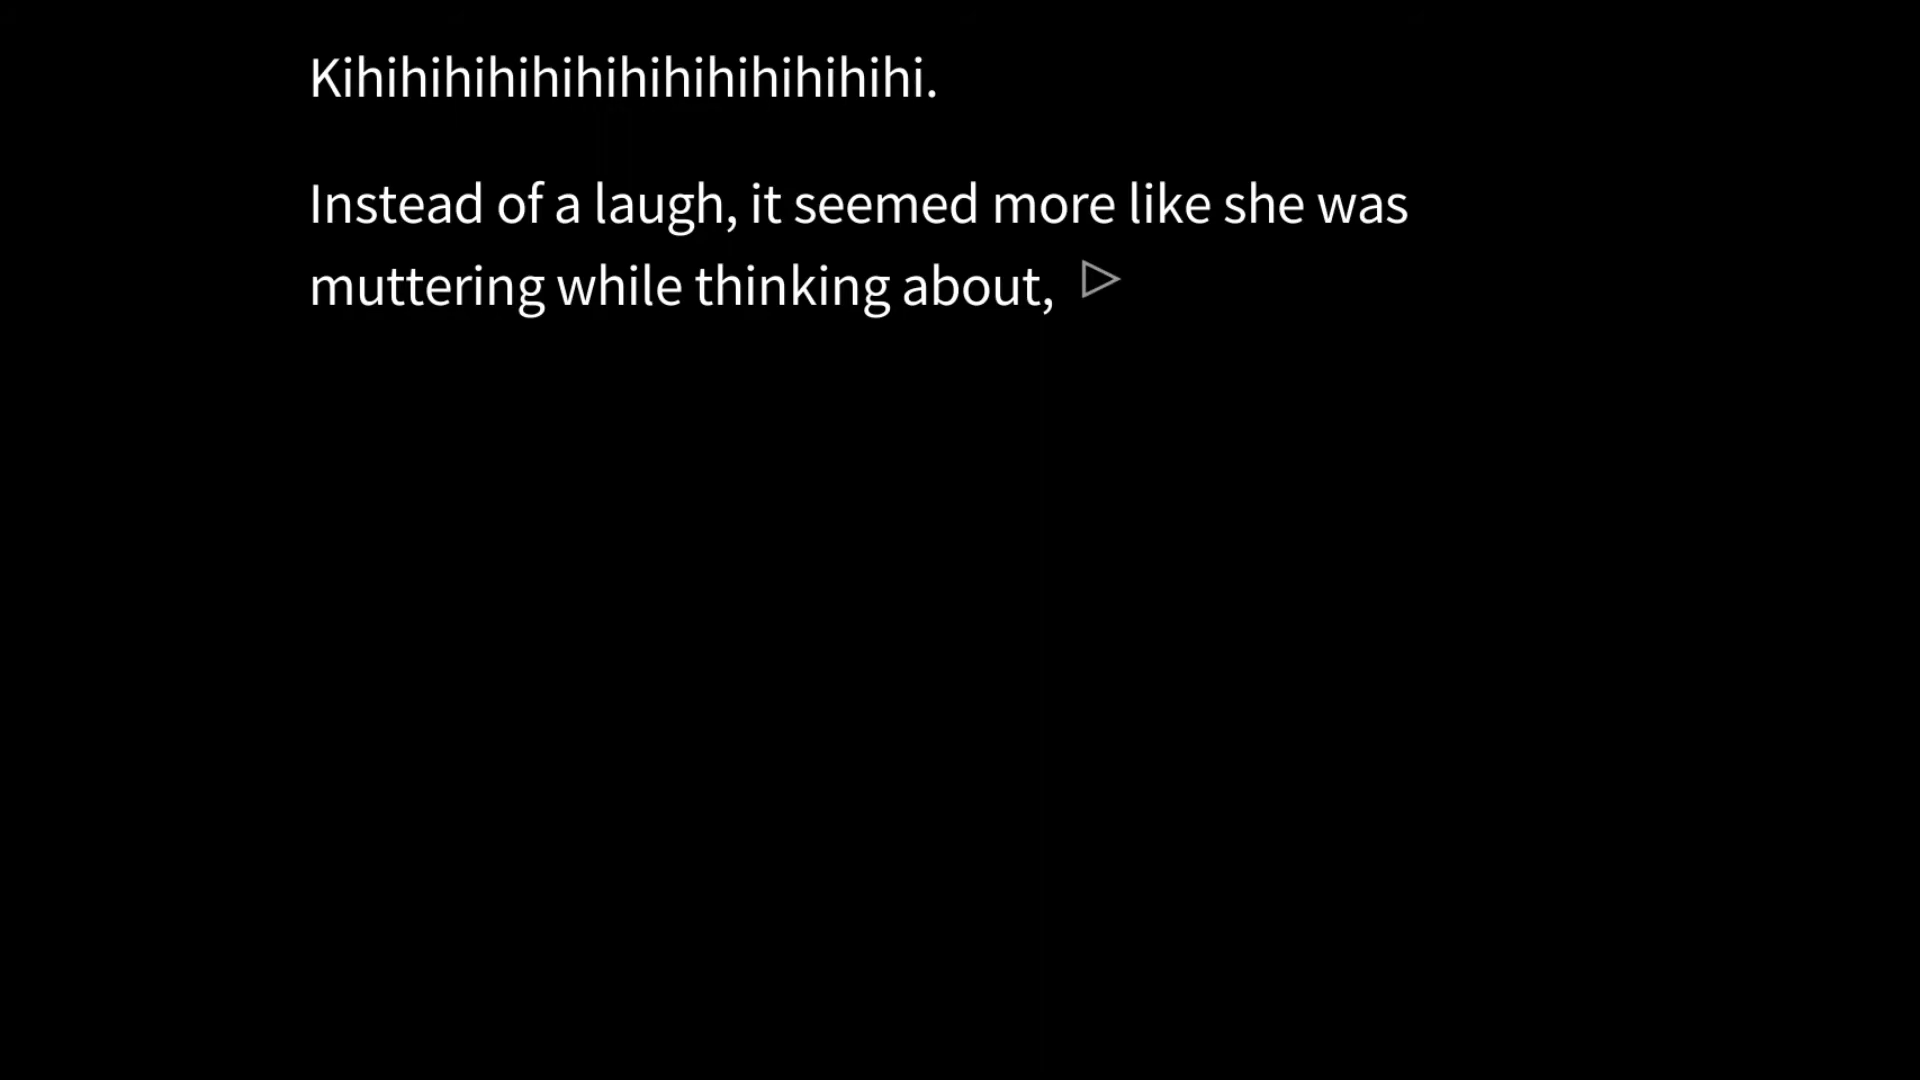 Kihihihihihihihihihihihihihi.
Instead of a laugh, it seemed more like she was
muttering while thinking about,